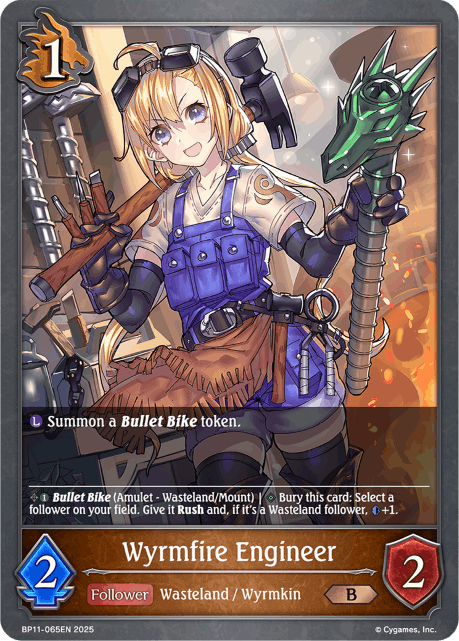 1
L Summon a Bullet Bike token.
1 Bullet Bike (Amulet - Wasteland/Mount) | Bury this card: Select a
follower on your field. Give it Rush and, if it's a Wasteland follower, +1.
Wyrmfire Engineer
2
Follower Wasteland / Wyrmkin B
2
BP11-065EN 2025 © Cygames, Inc.